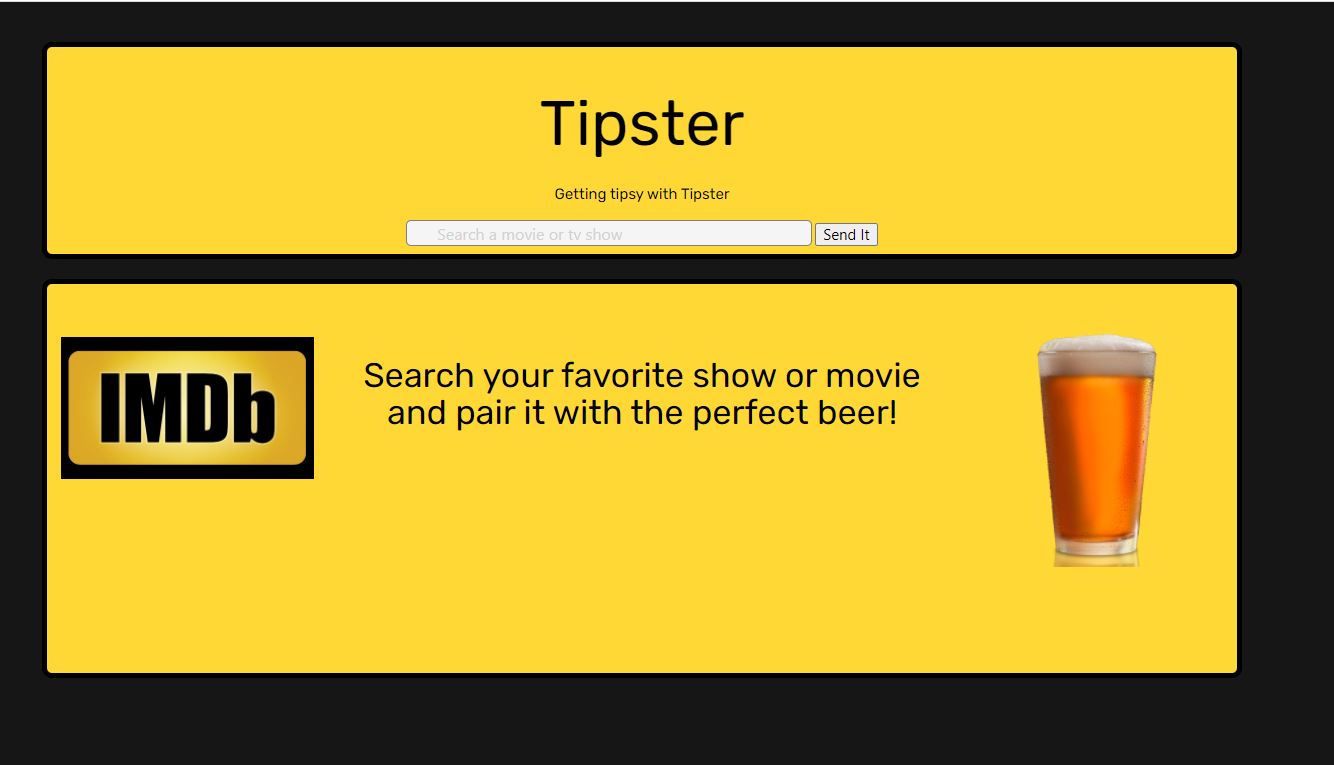 Tipster
Getting tipsy with Tipster
Search a movie or tv show
Send It
IMDb
Search your favorite show or movie
and pair it with the perfect beer!